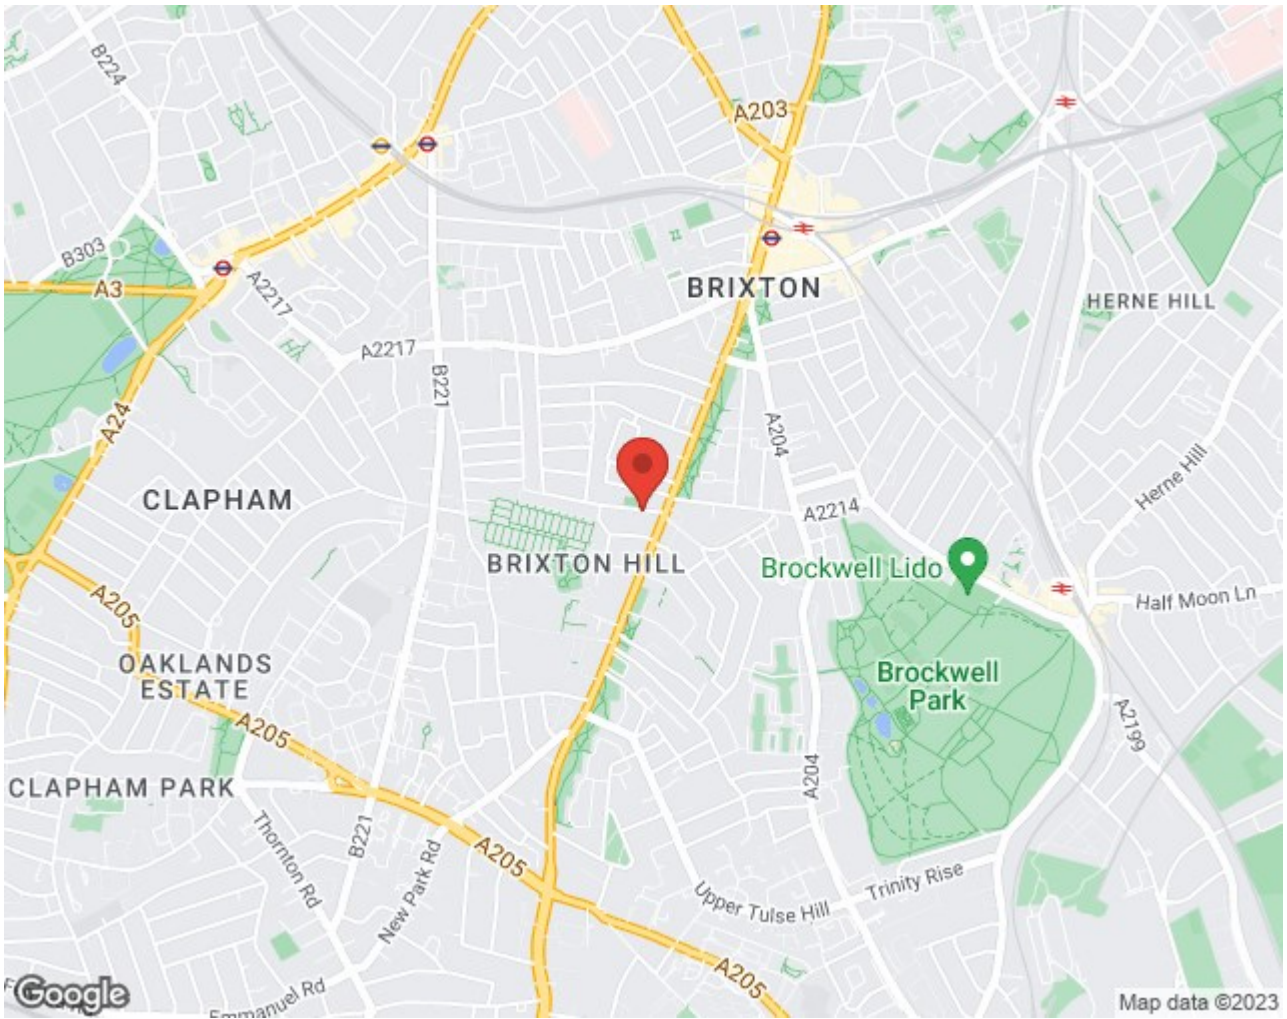 B224
A203
B303
A3
A2217
BRIXTON
HERNE HILL
A2217
B221
A24
A204
Herne Hill
CLAPHAM
A2214
BRIXTON HILL
Brockwell Lido
A205
Half Moon Ln
OAKLANDS
ESTATE
Brockwell
Park
A205
A2199
CLAPHAM PARK
A204
Thornton Rd
B221
New Park Rd
A205
Trinity Rise
Upper Tulse Hill
A205
Emmanuel Rd
Google
Map data ©2023